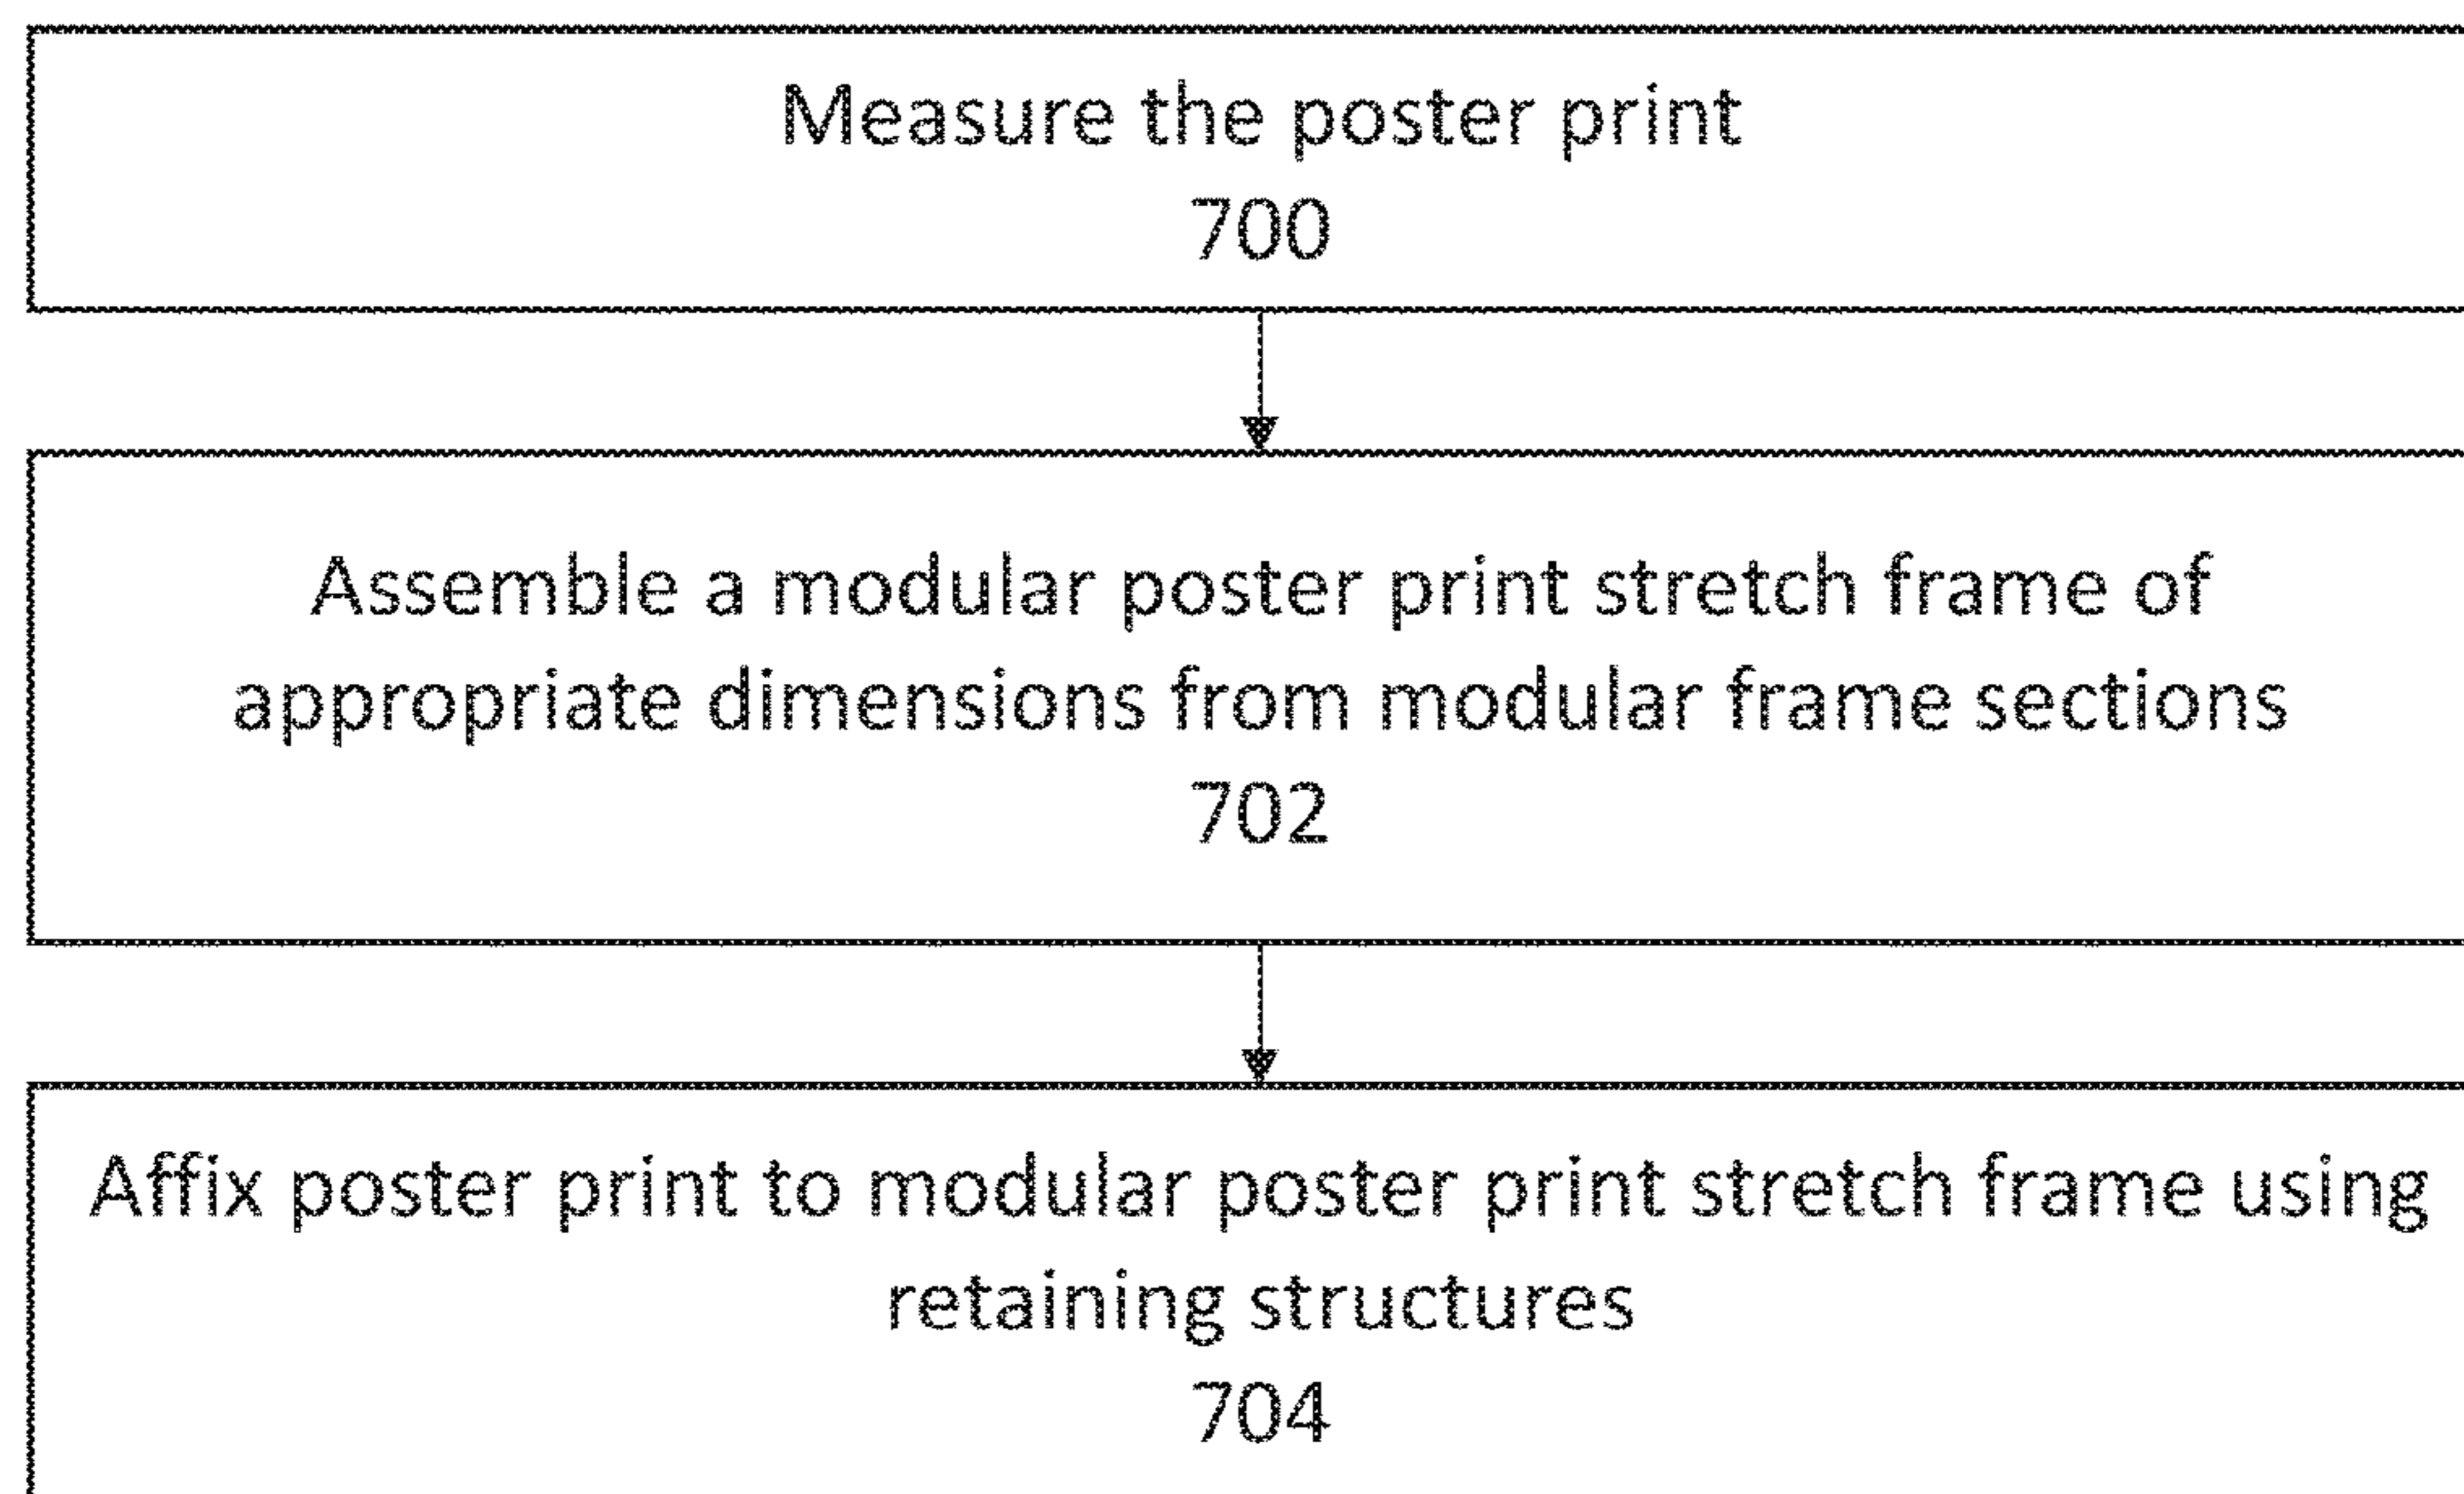 Measure the poster print
700
Assemble a modular poster print stretch frame of
appropriate dimensions from modular frame sections
702
Affix poster print to modular poster print stretch frame using
retaining structures
704